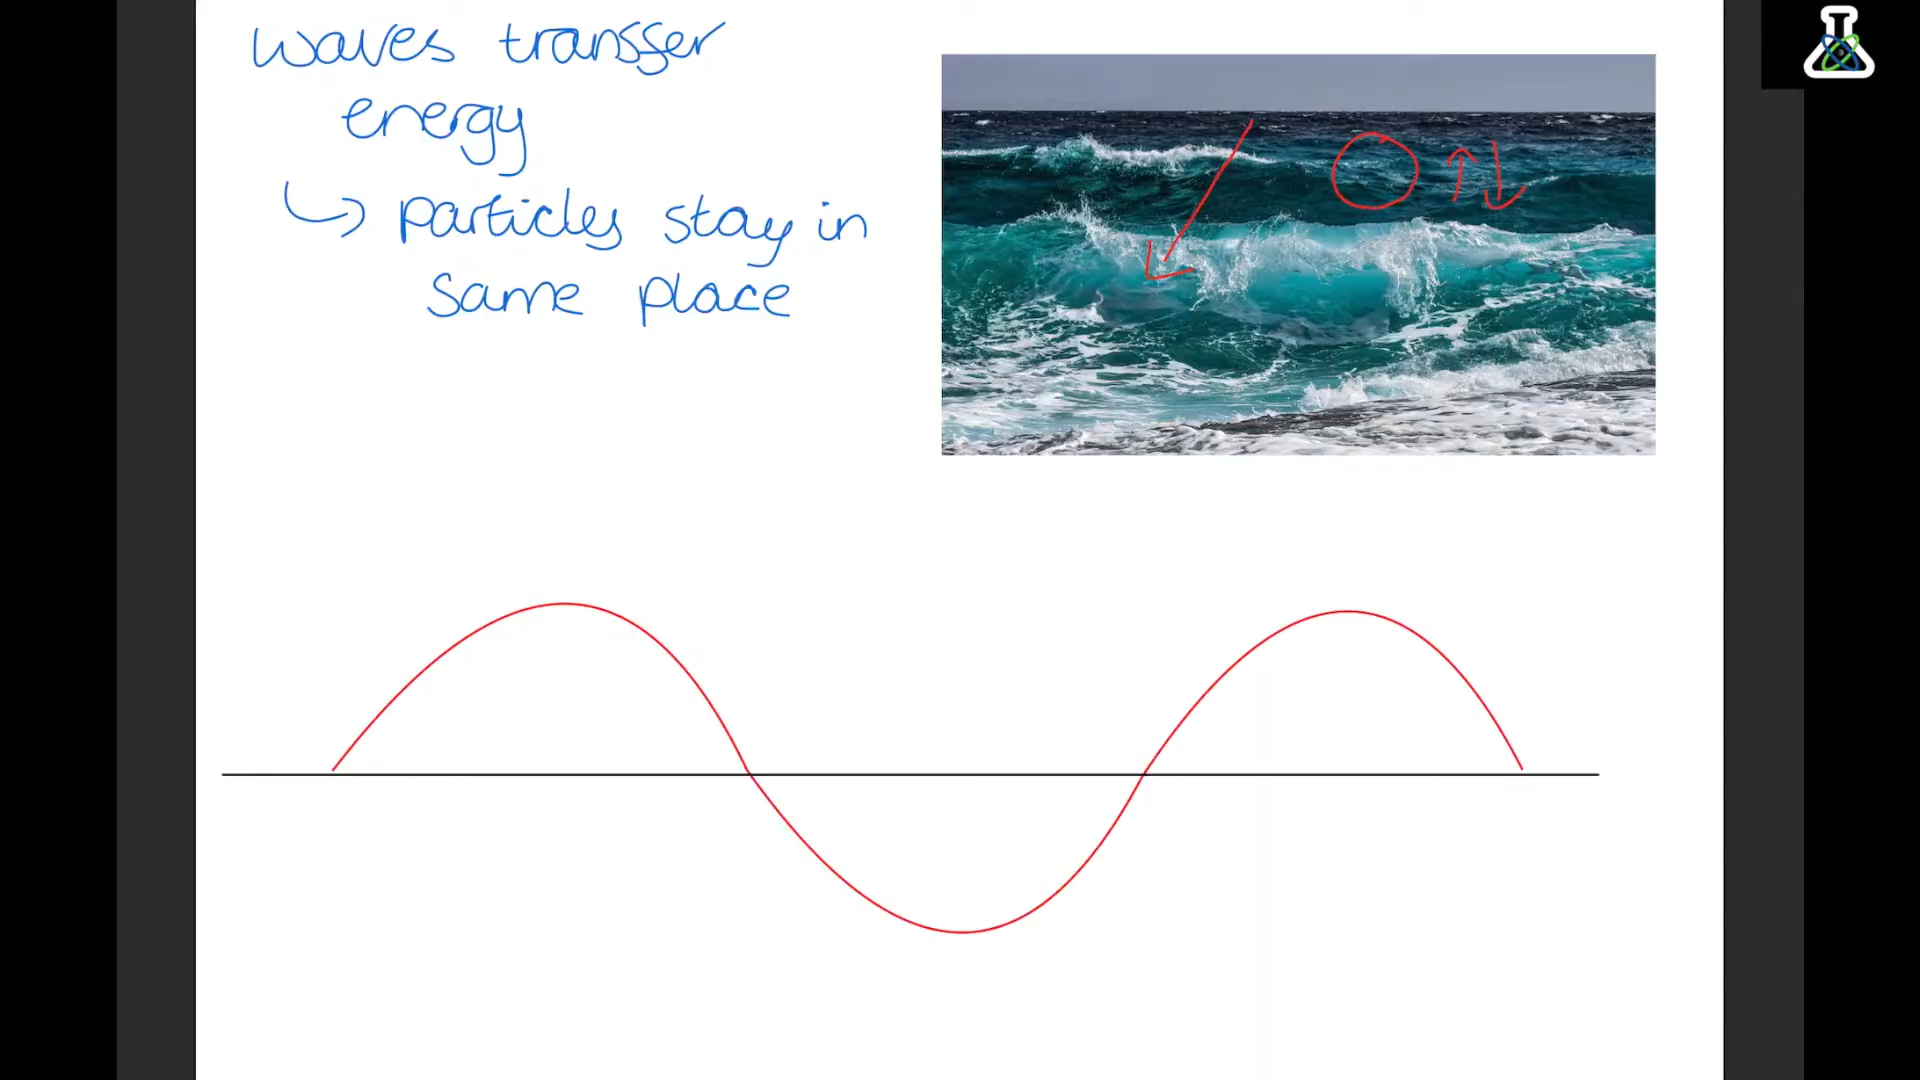 waves transfer
energy
↳ particles stay in
same place